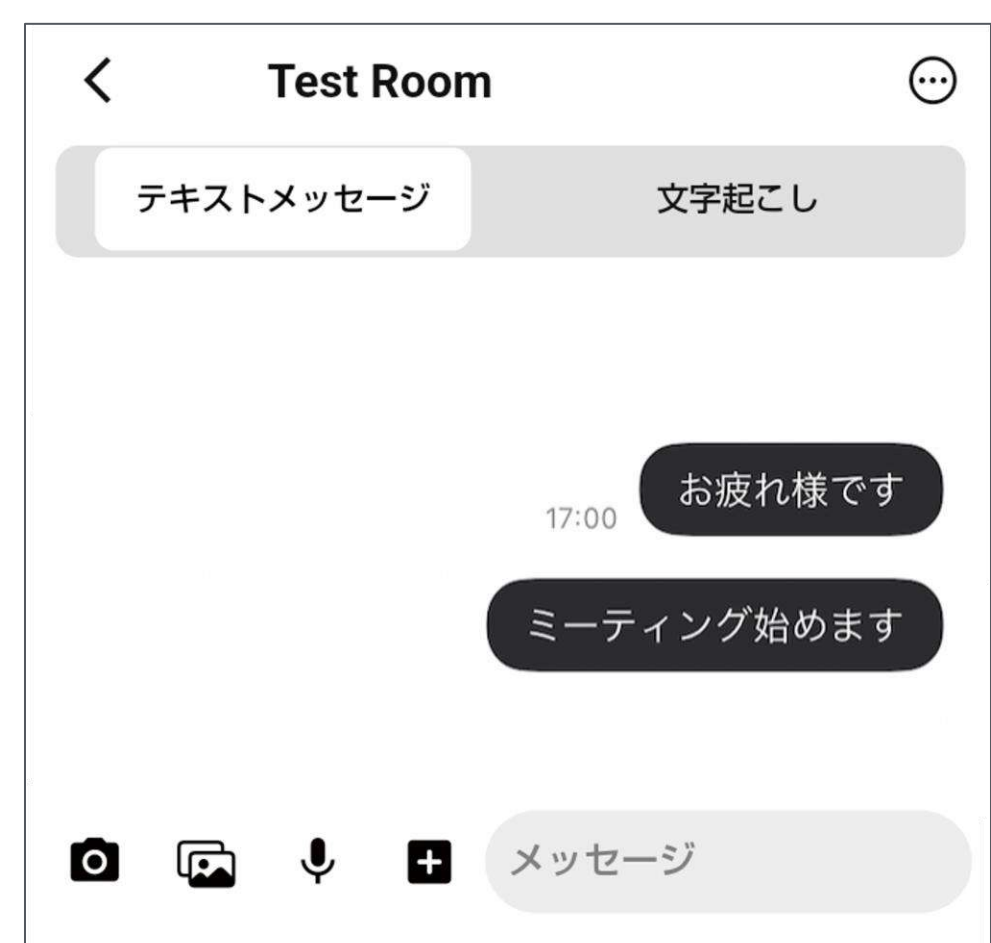 Test Room
テキストメッセージ
文字起こし
お疲れ様です
17:00
ミーティング始めます
メッセージ